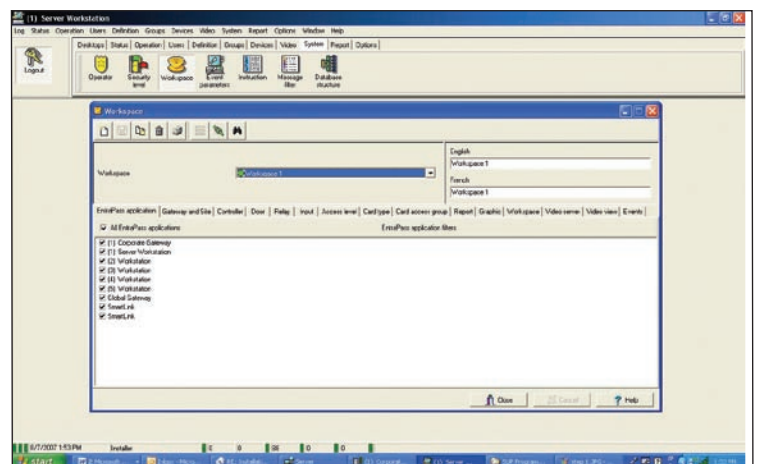 (1) Server Workstation
Log Status Operation Users Definition Groups Devices Video System Report Options Window Help
Desktops Status Operation Users Definition Groups Devices Video System Report Options
Logout
Operator Security level Workspace Event parameters Instruction Message filter Database structure
Workspace
Workspace
Workspace 1
English
Workspace 1
French
Workspace 1
EntraPass application Gateway and Site Controller Door Relay Input Access level Card type Card access group Report Graphic Workspace Video server Video view Events
All EntraPass applications
EntraPass application filters
(1) Corporate Gateway
(1) Server Workstation
(2) Workstation
(3) Workstation
(4) Workstation
(5) Workstation
Global Gateway
SmartLink
SmartLink
Close Cancel Help
6/7/2007 1:53 PM Installer 0 0 96 0 0
start